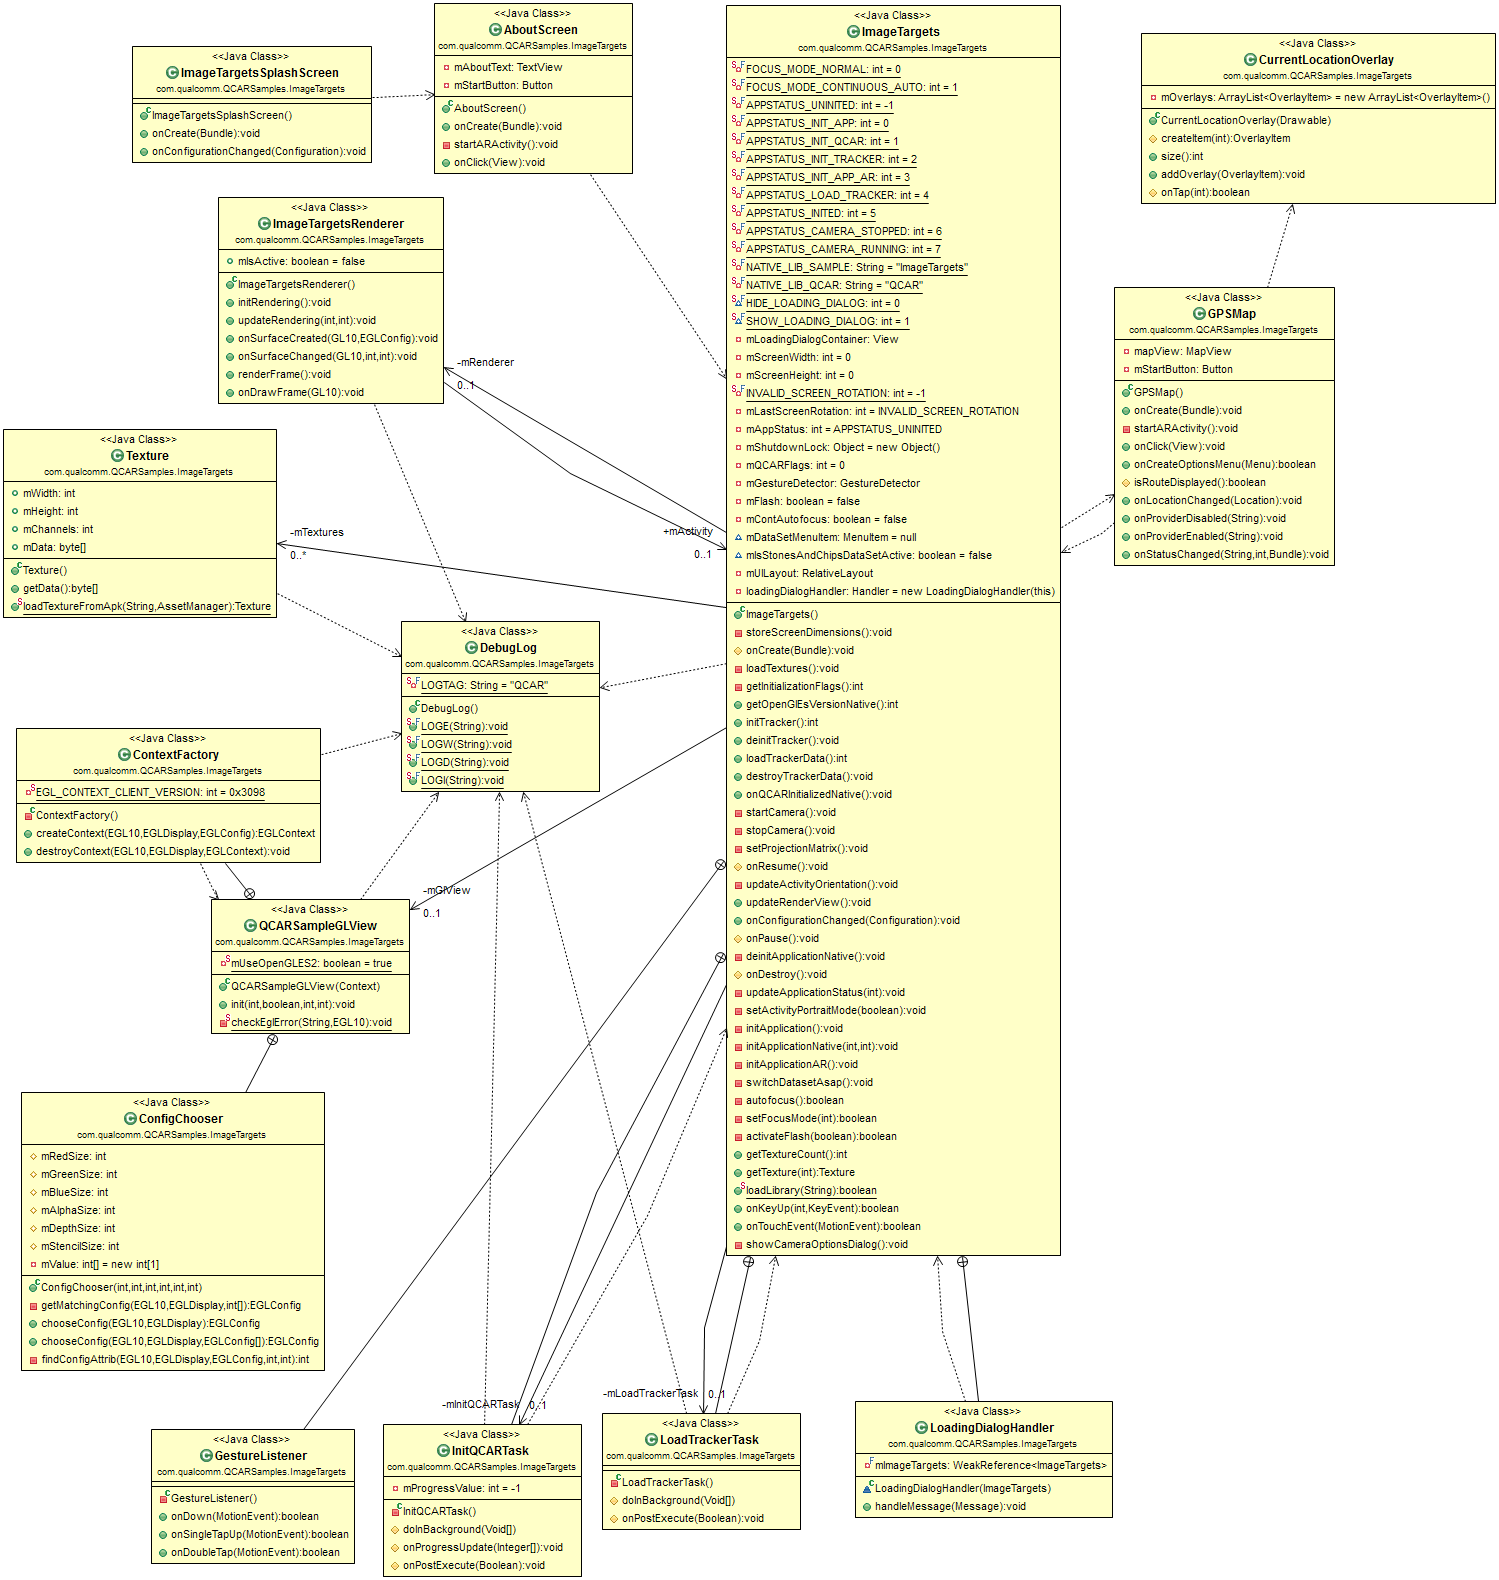 <<Java Class>>
ImageTargetsSplashScreen
com.qualcomm.QCARSamples.ImageTargets
ImageTargetsSplashScreen()
onCreate(Bundle):void
onConfigurationChanged(Configuration):void
<<Java Class>>
AboutScreen
com.qualcomm.QCARSamples.ImageTargets
mAboutText: TextView
mStartButton: Button
AboutScreen()
onCreate(Bundle):void
startARActivity():void
onClick(View):void
<<Java Class>>
ImageTargets
com.qualcomm.QCARSamples.ImageTargets
FOCUS_MODE_NORMAL: int = 0
FOCUS_MODE_CONTINUOUS_AUTO: int = 1
APPSTATUS_UNINITED: int = -1
APPSTATUS_INIT_APP: int = 0
APPSTATUS_INIT_QCAR: int = 1
APPSTATUS_INIT_TRACKER: int = 2
APPSTATUS_INIT_APP_AR: int = 3
APPSTATUS_LOAD_TRACKER: int = 4
APPSTATUS_INITED: int = 5
APPSTATUS_CAMERA_STOPPED: int = 6
APPSTATUS_CAMERA_RUNNING: int = 7
NATIVE_LIB_SAMPLE: String = "ImageTargets"
NATIVE_LIB_QCAR: String = "QCAR"
HIDE_LOADING_DIALOG: int = 0
SHOW_LOADING_DIALOG: int = 1
mLoadingDialogContainer: View
mScreenWidth: int = 0
mScreenHeight: int = 0
INVALID_SCREEN_ROTATION: int = -1
mLastScreenRotation: int = INVALID_SCREEN_ROTATION
mAppStatus: int = APPSTATUS_UNINITED
mShutdownLock: Object = new Object()
mQCARFlags: int = 0
mGestureDetector: GestureDetector
mFlash: boolean = false
mContAutofocus: boolean = false
mDataSetMenuItem: MenuItem = null
mIsStonesAndChipsDataSetActive: boolean = false
mUILayout: RelativeLayout
loadingDialogHandler: Handler = new LoadingDialogHandler(this)
ImageTargets()
storeScreenDimensions():void
onCreate(Bundle):void
loadTextures():void
getInitializationFlags():int
getOpenGlEsVersionNative():int
initTracker():int
deinitTracker():void
loadTrackerData():int
destroyTrackerData():void
onQCARInitializedNative():void
startCamera():void
stopCamera():void
setProjectionMatrix():void
onResume():void
updateActivityOrientation():void
updateRenderView():void
onConfigurationChanged(Configuration):void
onPause():void
deinitApplicationNative():void
onDestroy():void
updateApplicationStatus(int):void
setActivityPortraitMode(boolean):void
initApplication():void
initApplicationNative(int,int):void
initApplicationAR():void
switchDatasetAsap():void
autofocus():boolean
setFocusMode(int):boolean
activateFlash(boolean):boolean
getTextureCount():int
getTexture(int):Texture
loadLibrary(String):boolean
onKeyUp(int,KeyEvent):boolean
onTouchEvent(MotionEvent):boolean
showCameraOptionsDialog():void
<<Java Class>>
CurrentLocationOverlay
com.qualcomm.QCARSamples.ImageTargets
mOverlays: ArrayList<OverlayItem> = new ArrayList<OverlayItem>()
CurrentLocationOverlay(Drawable)
createItem(int):OverlayItem
size():int
addOverlay(OverlayItem):void
onTap(int):boolean
<<Java Class>>
GPSMap
com.qualcomm.QCARSamples.ImageTargets
mapView: MapView
mStartButton: Button
GPSMap()
onCreate(Bundle):void
startARActivity():void
onClick(View):void
onCreateOptionsMenu(Menu):boolean
isRouteDisplayed():boolean
onLocationChanged(Location):void
onProviderDisabled(String):void
onProviderEnabled(String):void
onStatusChanged(String,int,Bundle):void
<<Java Class>>
ImageTargetsRenderer
com.qualcomm.QCARSamples.ImageTargets
mIsActive: boolean = false
ImageTargetsRenderer()
initRendering():void
updateRendering(int,int):void
onSurfaceCreated(GL10,EGLConfig):void
onSurfaceChanged(GL10,int,int):void
renderFrame():void
onDrawFrame(GL10):void
-mRenderer
0..1
+mActivity
0..1
<<Java Class>>
Texture
com.qualcomm.QCARSamples.ImageTargets
mWidth: int
mHeight: int
mChannels: int
mData: byte[]
Texture()
getData():byte[]
loadTextureFromApk(String,AssetManager):Texture
-mTextures
0..*
<<Java Class>>
DebugLog
com.qualcomm.QCARSamples.ImageTargets
LOGTAG: String = "QCAR"
DebugLog()
LOGE(String):void
LOGW(String):void
LOGD(String):void
LOGI(String):void
<<Java Class>>
ContextFactory
com.qualcomm.QCARSamples.ImageTargets
EGL_CONTEXT_CLIENT_VERSION: int = 0x3098
ContextFactory()
createContext(EGL10,EGLDisplay,EGLConfig):EGLContext
destroyContext(EGL10,EGLDisplay,EGLContext):void
-mGlView
0..1
<<Java Class>>
QCARSampleGLView
com.qualcomm.QCARSamples.ImageTargets
mUseOpenGLES2: boolean = true
QCARSampleGLView(Context)
init(int,boolean,int,int):void
checkEglError(String,EGL10):void
<<Java Class>>
ConfigChooser
com.qualcomm.QCARSamples.ImageTargets
mRedSize: int
mGreenSize: int
mBlueSize: int
mAlphaSize: int
mDepthSize: int
mStencilSize: int
mValue: int[] = new int[1]
ConfigChooser(int,int,int,int,int,int)
getMatchingConfig(EGL10,EGLDisplay,int[]):EGLConfig
chooseConfig(EGL10,EGLDisplay):EGLConfig
chooseConfig(EGL10,EGLDisplay,EGLConfig[]):EGLConfig
findConfigAttrib(EGL10,EGLDisplay,EGLConfig,int,int):int
<<Java Class>>
GestureListener
com.qualcomm.QCARSamples.ImageTargets
GestureListener()
onDown(MotionEvent):boolean
onSingleTapUp(MotionEvent):boolean
onDoubleTap(MotionEvent):boolean
-mInitQCARTask
0..1
<<Java Class>>
InitQCARTask
com.qualcomm.QCARSamples.ImageTargets
mProgressValue: int = -1
InitQCARTask()
doInBackground(Void[])
onProgressUpdate(Integer[]):void
onPostExecute(Boolean):void
-mLoadTrackerTask
0..1
<<Java Class>>
LoadTrackerTask
com.qualcomm.QCARSamples.ImageTargets
LoadTrackerTask()
doInBackground(Void[])
onPostExecute(Boolean):void
<<Java Class>>
LoadingDialogHandler
com.qualcomm.QCARSamples.ImageTargets
mImageTargets: WeakReference<ImageTargets>
LoadingDialogHandler(ImageTargets)
handleMessage(Message):void